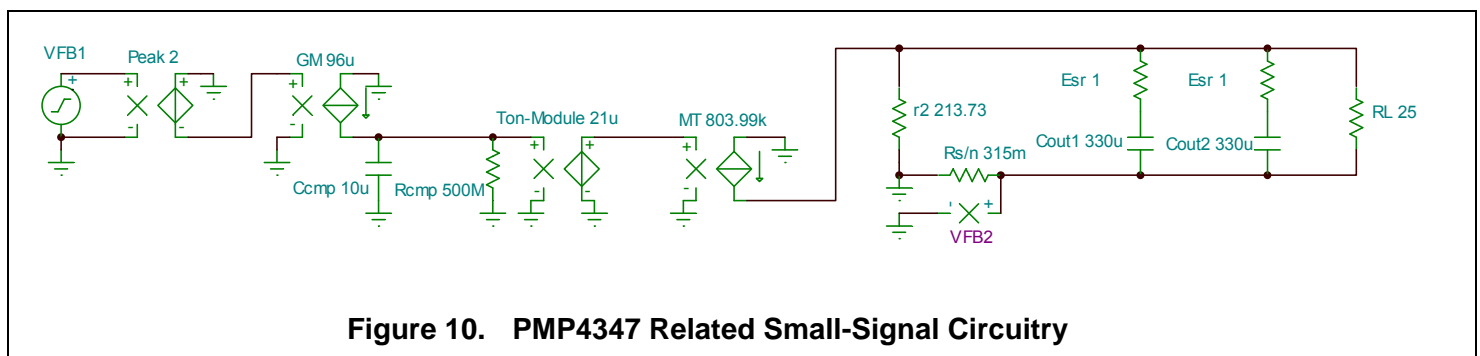 VFB1
Peak 2
GM 96u
Ccmp 10u
Rcmp 500M
Ton-Module 21u
MT 803.99k
r2 213.73
Rs/n 315m
VFB2
Esr 1
Cout1 330u
Esr 1
Cout2 330u
RL 25
Figure 10. PMP4347 Related Small-Signal Circuitry